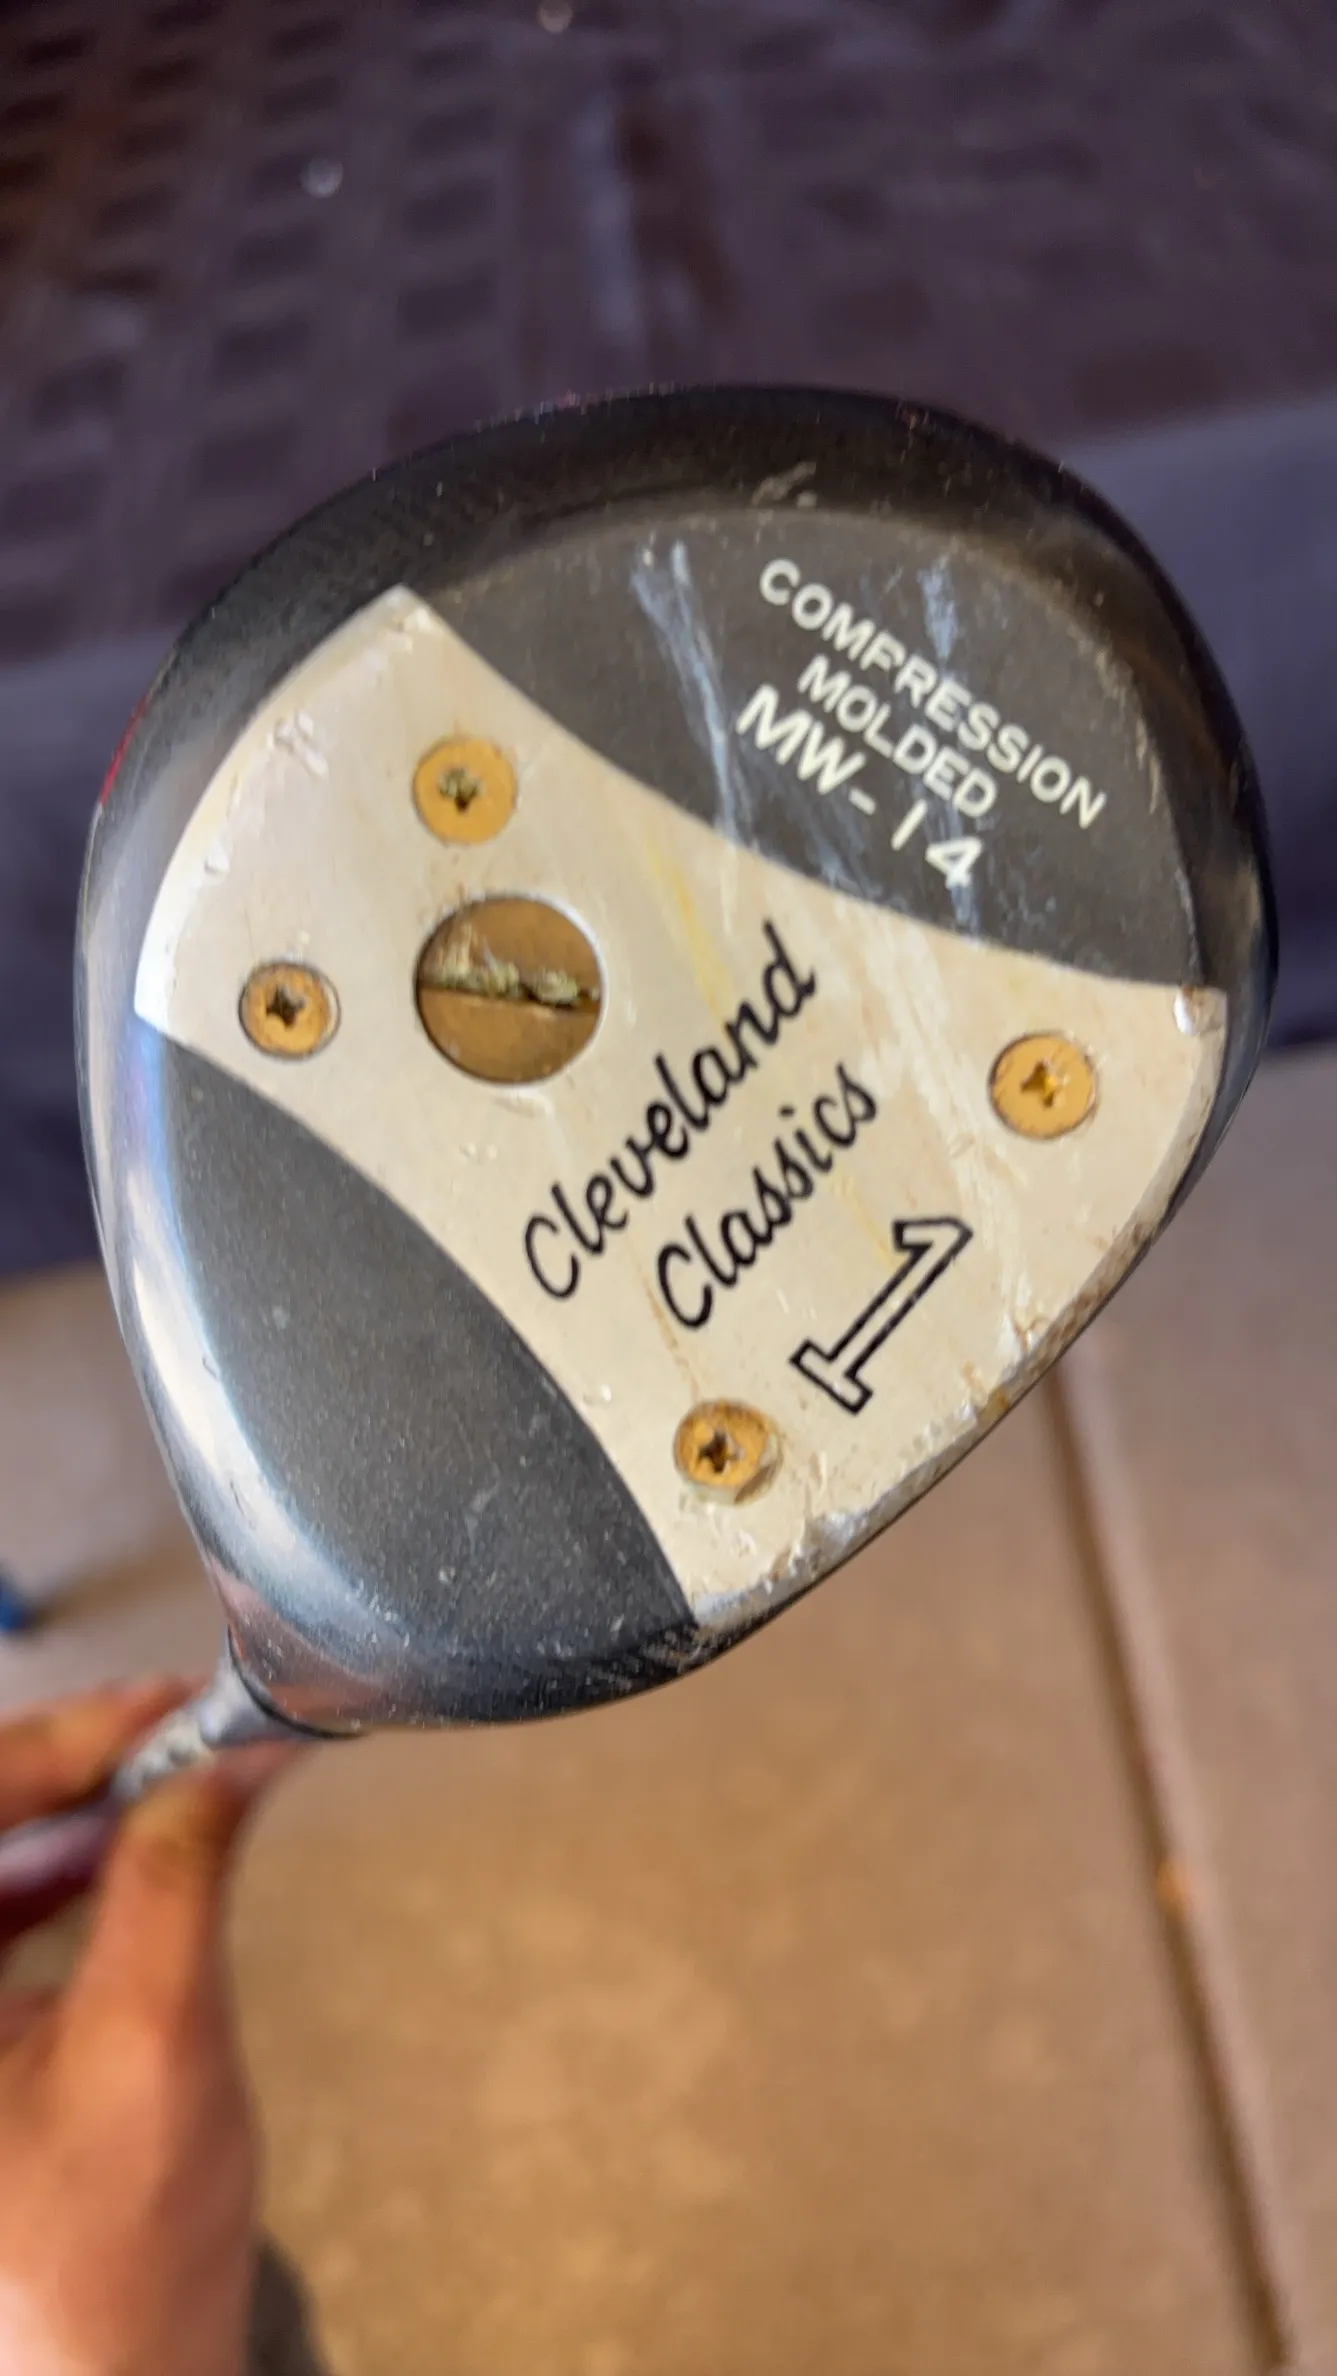 COMPRESSION
MOLDED
MW-14
Cleveland
Classics
1